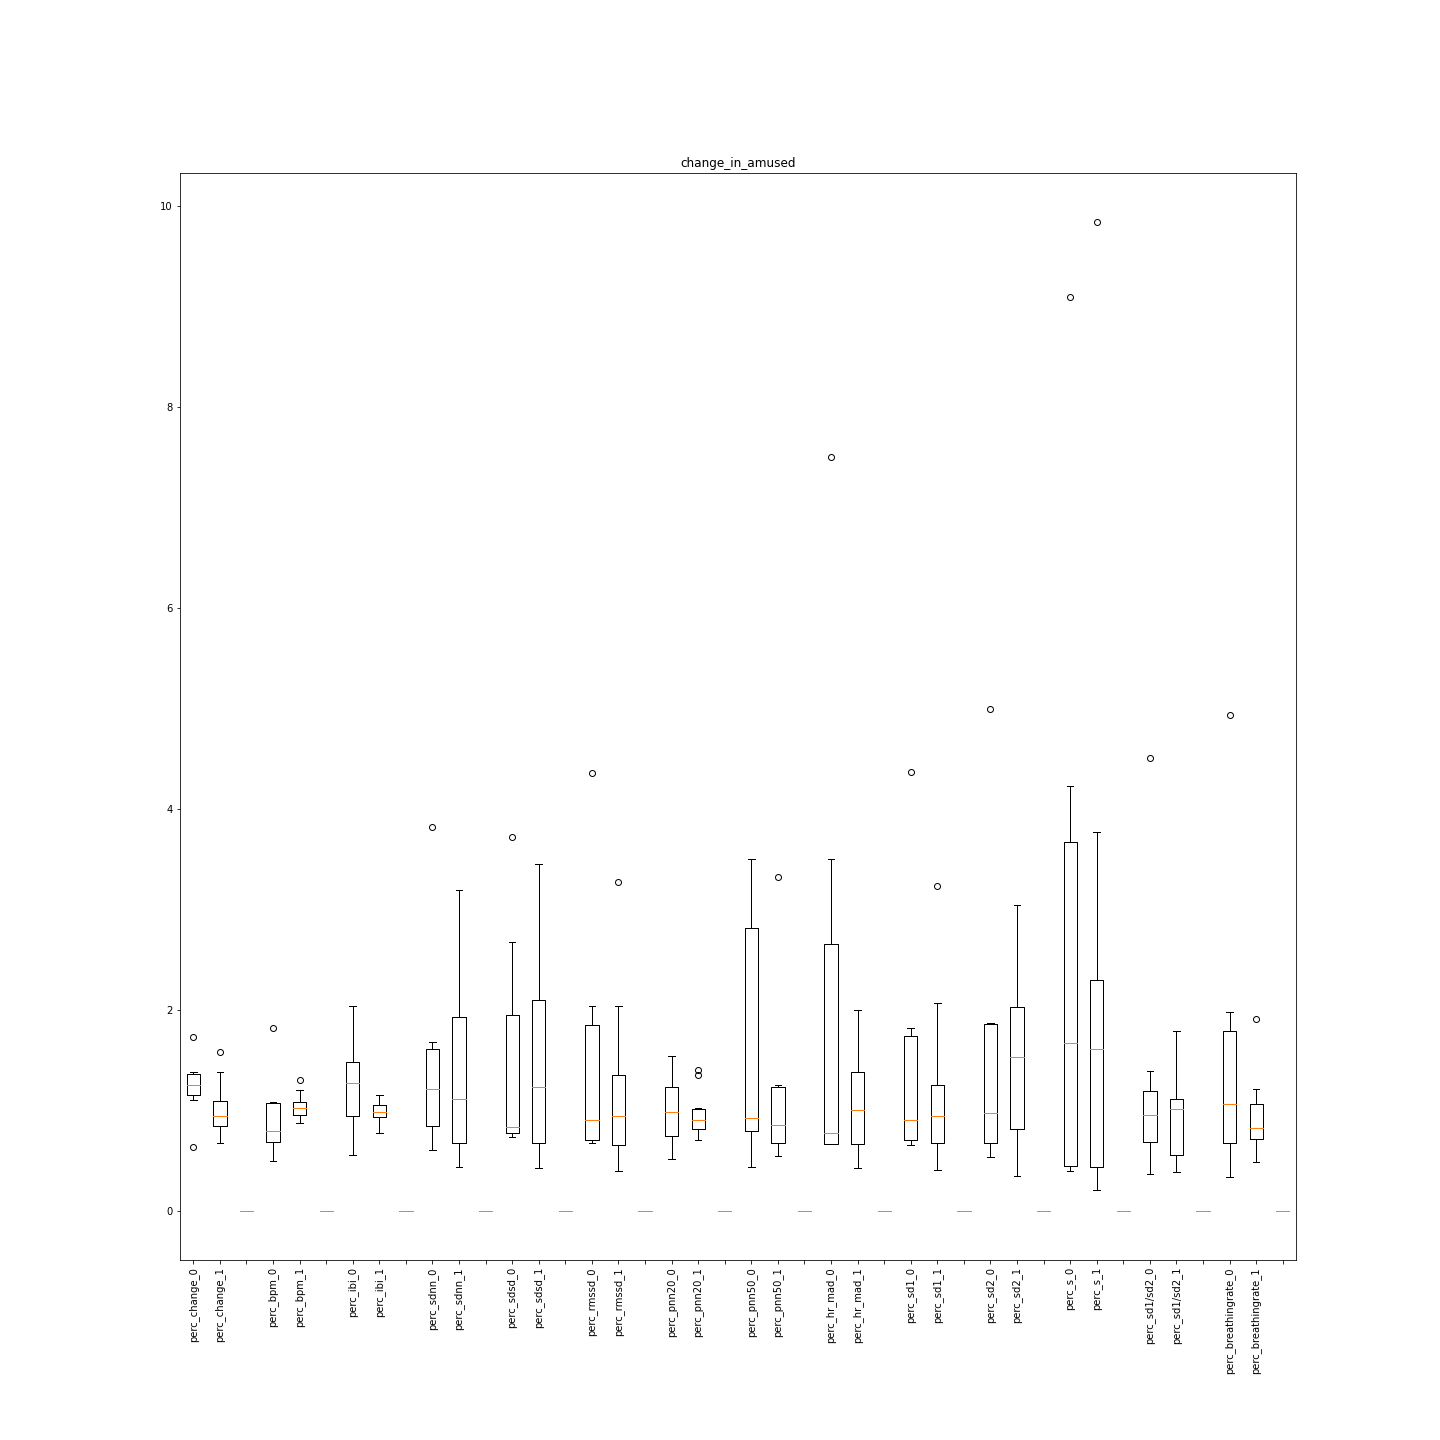 change_in_amused
10
8
6
4
2
0
perc_change_0
perc_change_1
perc_bpm_0
perc_bpm_1
perc_ibi_0
perc_ibi_1
perc_sdnn_0
perc_sdnn_1
perc_sdsd_0
perc_sdsd_1
perc_rmssd_0
perc_rmssd_1
perc_pnn20_0
perc_pnn20_1
perc_pnn50_0
perc_pnn50_1
perc_hr_mad_0
perc_hr_mad_1
perc_sd1_0
perc_sd1_1
perc_sd2_0
perc_sd2_1
perc_s_0
perc_s_1
perc_sd1/sd2_0
perc_sd1/sd2_1
perc_breathingrate_0
perc_breathingrate_1